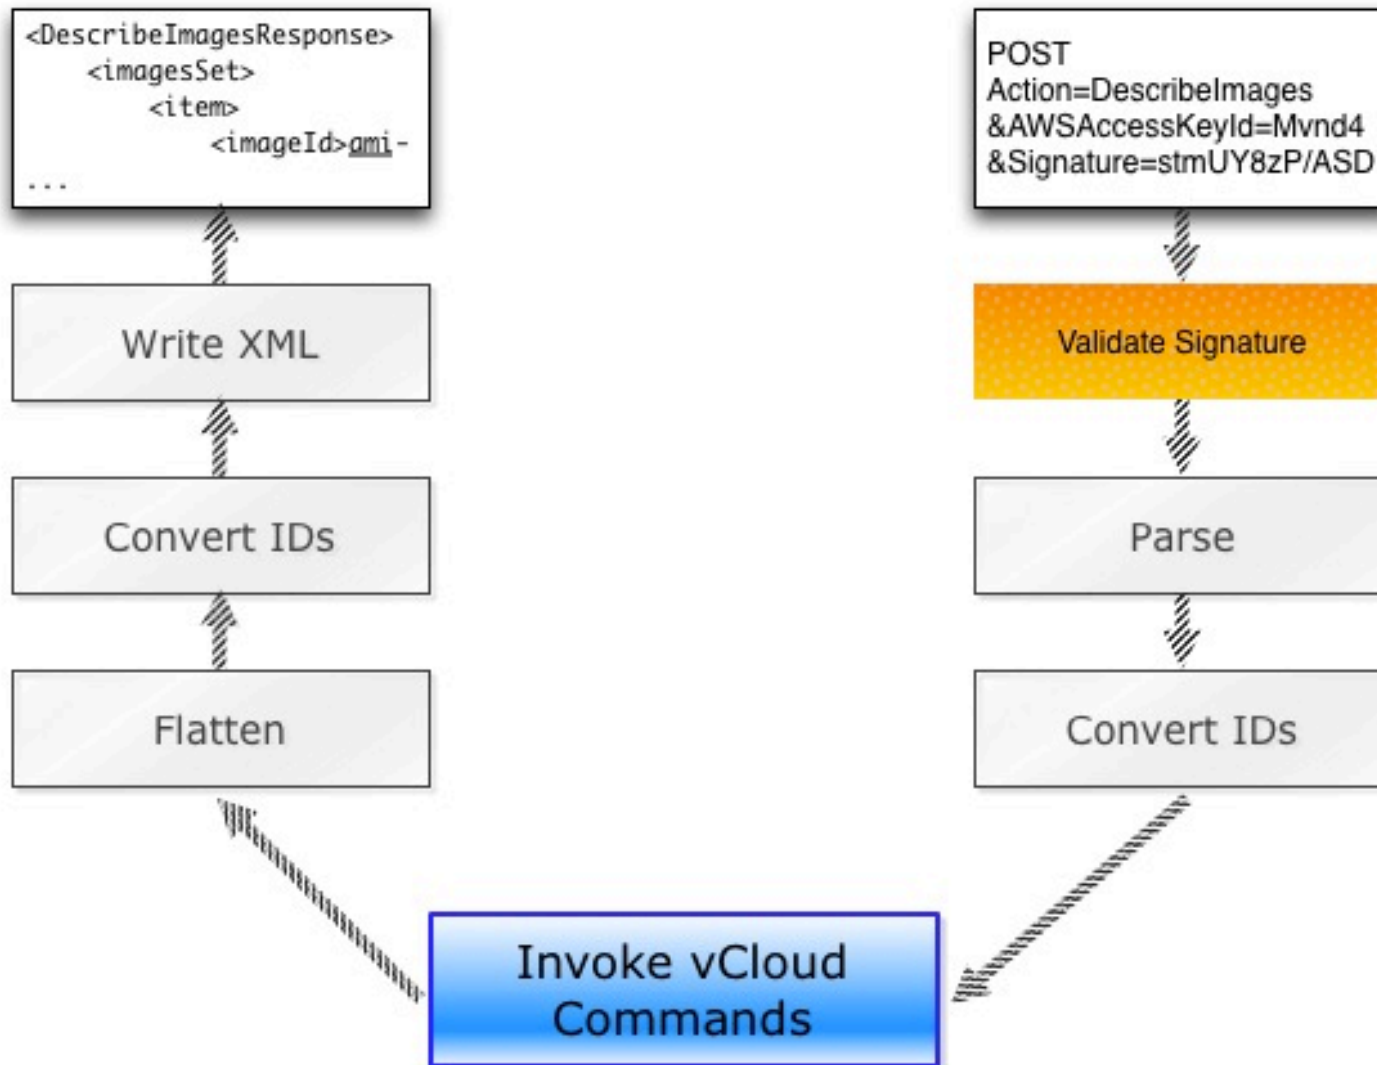 <DescribeImagesResponse>
<imagesSet>
<item>
<imageId>ami-
...
Write XML
Convert IDs
Flatten
POST
Action=DescribeImages
&AWSAccessKeyId=Mvnd4
&Signature=stmUY8zP/ASD
Validate Signature
Parse
Convert IDs
Invoke vCloud
Commands